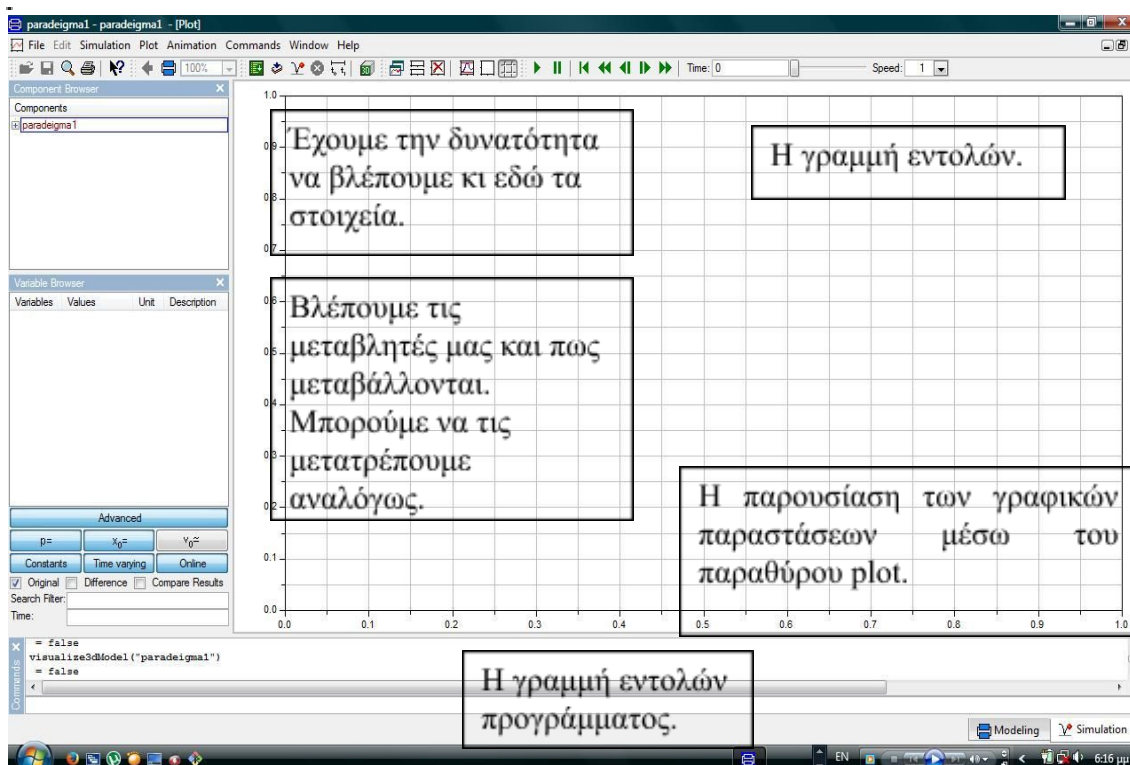 paradeigma1 - paradeigma1 - [Plot]
File Edit Simulation Plot Animation Commands Window Help
100%
Time: 0
Speed: 1
Component Browser
Components
paradeigma1
Έχουμε την δυνατότητα
να βλέπουμε κι εδώ τα
στοιχεία.
Η γραμμή εντολών.
Variable Browser
Variables Values Unit Description
Βλέπουμε τις
μεταβλητές μας και πως
μεταβάλλονται.
Μπορούμε να τις
μετατρέπουμε
αναλόγως.
Η παρουσίαση των γραφικών
παραστάσεων μέσω του
παραθύρου plot.
1.0
0.9
0.8
0.7
0.6
0.5
0.4
0.3
0.2
0.1
0.0
0.0 0.1 0.2 0.3 0.4 0.5 0.6 0.7 0.8 0.9 1.0
Advanced
p= x0= v0≈
Constants Time varying Online
Original Difference Compare Results
Search Filter:
Time:
Commands
= false
visualize3dModel("paradeigma1")
= false
Η γραμμή εντολών
προγράμματος.
Modeling Simulation
EN 6:16 μμ